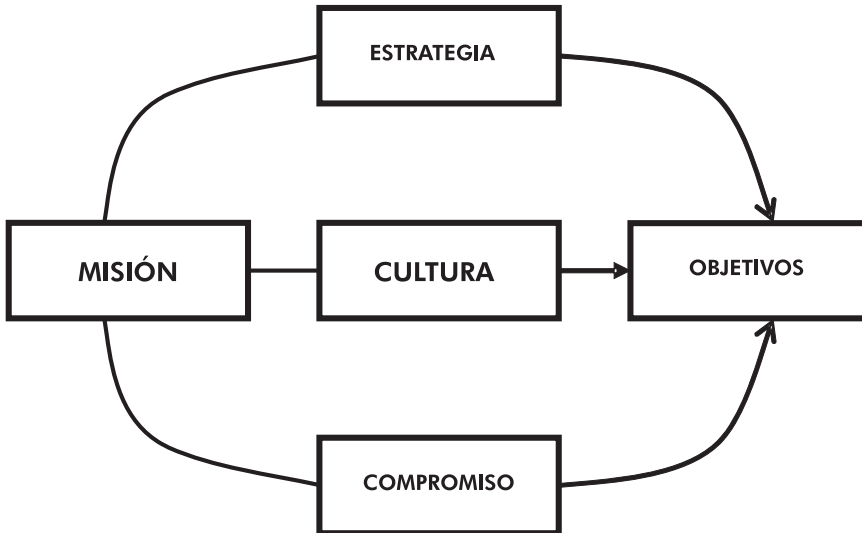 ESTRATEGIA
MISIÓN
CULTURA
OBJETIVOS
COMPROMISO